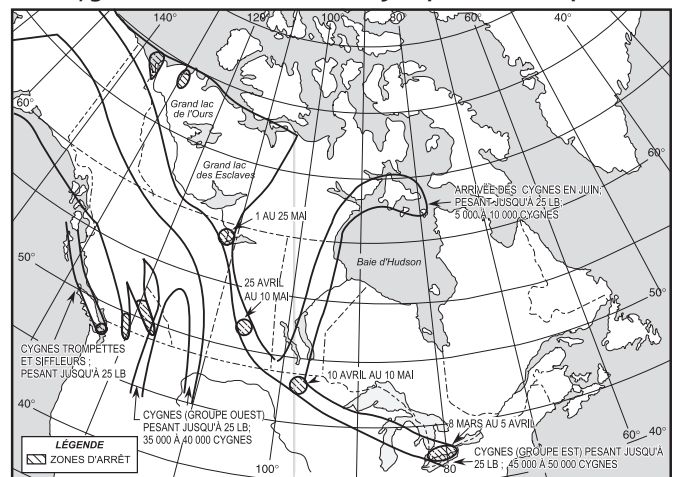 140°
120°
100°
80°
60°
40°
60°
Grand lac
de l'Ours
Grand lac
des Esclaves
60°
ARRIVÉE DES CYGNES EN JUIN;
PESANT JUSQU'À 25 LB;
5 000 À 10 000 CYGNES
1 AU 25 MAI
50°
Baie d'Hudson
25 AVRIL
AU 10 MAI
50°
CYGNES TROMPETTES
ET SIFFLEURS ;
PESANT JUSQU'À 25 LB
10 AVRIL AU 10 MAI
40°
CYGNES (GROUPE OUEST)
PESANT JUSQU'À 25 LB;
35 000 À 40 000 CYGNES
8 MARS AU 5 AVRIL
40°
LÉGENDE
ZONES D'ARRÊT
100°
80
CYGNES (GROUPE EST) PESANT JUSQU'À
25 LB ; 45 000 À 50 000 CYGNES